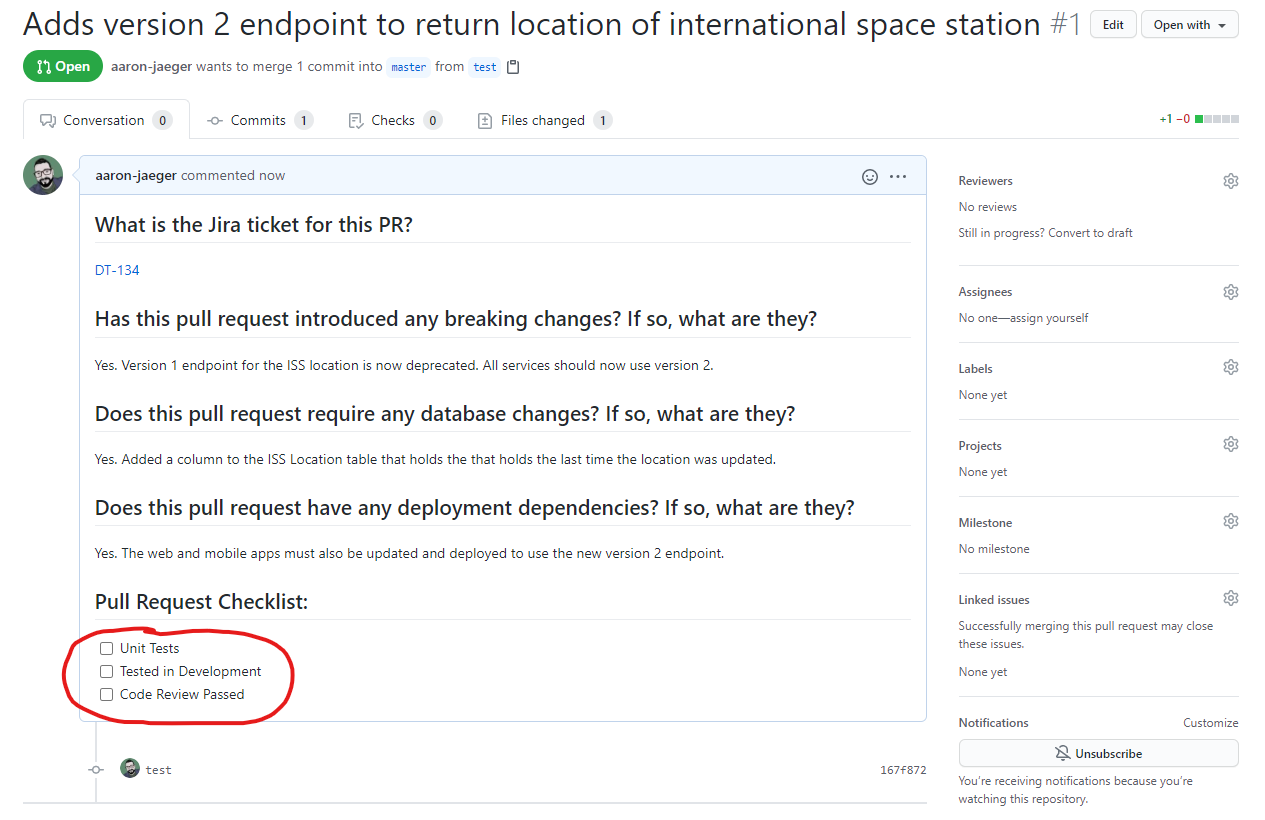 Adds version 2 endpoint to return location of international space station #1
Edit
Open with
Open
aaron-jaeger wants to merge 1 commit into master from test
Conversation 0
Commits 1
Checks 0
Files changed 1
+1 −0
aaron-jaeger commented now
What is the Jira ticket for this PR?
DT-134
Has this pull request introduced any breaking changes? If so, what are they?
Yes. Version 1 endpoint for the ISS location is now deprecated. All services should now use version 2.
Does this pull request require any database changes? If so, what are they?
Yes. Added a column to the ISS Location table that holds the that holds the last time the location was updated.
Does this pull request have any deployment dependencies? If so, what are they?
Yes. The web and mobile apps must also be updated and deployed to use the new version 2 endpoint.
Pull Request Checklist:
Unit Tests
Tested in Development
Code Review Passed
test
167f872
Reviewers
No reviews
Still in progress? Convert to draft
Assignees
No one—assign yourself
Labels
None yet
Projects
None yet
Milestone
No milestone
Linked issues
Successfully merging this pull request may close
these issues.
None yet
Notifications
Customize
Unsubscribe
You're receiving notifications because you're
watching this repository.